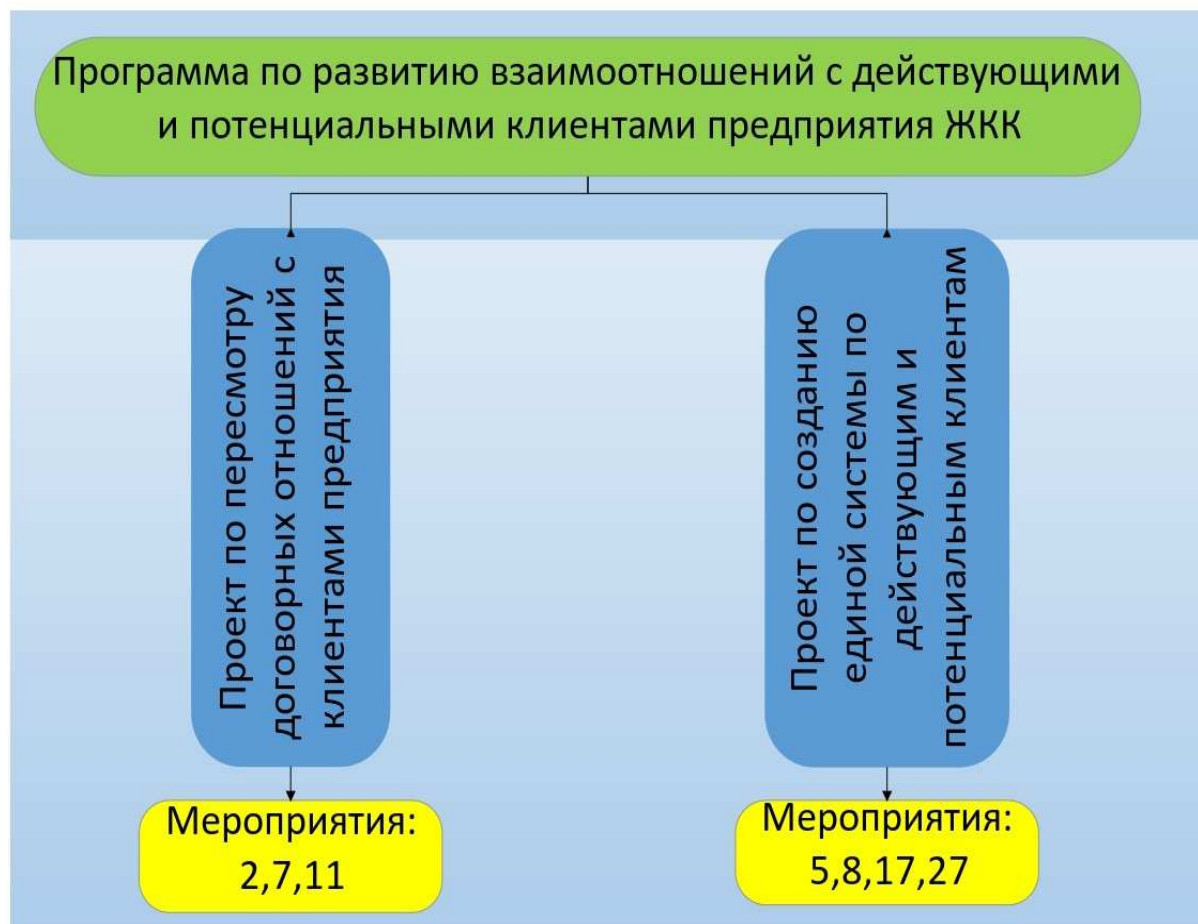 Программа по развитию взаимоотношений с действующими
и потенциальными клиентами предприятия ЖКК
Проект по пересмотру
договорных отношений с
клиентами предприятия
Мероприятия:
2,7,11
Проект по созданию
единой системы по
действующим и
потенциальным клиентам
Мероприятия:
5,8,17,27